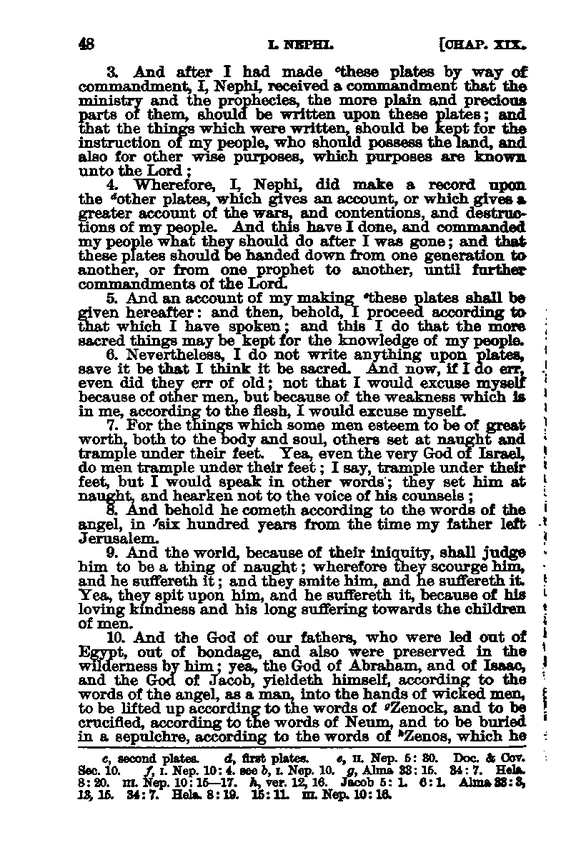 48 I. NEPHI. [CHAP. XIX.
3. And after I had made ᶜthese plates by way of
commandment, I, Nephi, received a commandment that the
ministry and the prophecies, the more plain and precious
parts of them, should be written upon these plates; and
that the things which were written, should be kept for the
instruction of my people, who should possess the land, and
also for other wise purposes, which purposes are known
unto the Lord;
4. Wherefore, I, Nephi, did make a record upon
the ᵈother plates, which gives an account, or which gives a
greater account of the wars, and contentions, and destruc-
tions of my people. And this have I done, and commanded
my people what they should do after I was gone; and that
these plates should be handed down from one generation to
another, or from one prophet to another, until further
commandments of the Lord.
5. And an account of my making ᵉthese plates shall be
given hereafter: and then, behold, I proceed according to
that which I have spoken; and this I do that the more
sacred things may be kept for the knowledge of my people.
6. Nevertheless, I do not write anything upon plates,
save it be that I think it be sacred. And now, if I do err,
even did they err of old; not that I would excuse myself
because of other men, but because of the weakness which is
in me, according to the flesh, I would excuse myself.
7. For the things which some men esteem to be of great
worth, both to the body and soul, others set at naught and
trample under their feet. Yea, even the very God of Israel,
do men trample under their feet; I say, trample under their
feet, but I would speak in other words; they set him at
naught, and hearken not to the voice of his counsels;
8. And behold he cometh according to the words of the
angel, in ᶠsix hundred years from the time my father left
Jerusalem.
9. And the world, because of their iniquity, shall judge
him to be a thing of naught; wherefore they scourge him,
and he suffereth it; and they smite him, and he suffereth it.
Yea, they spit upon him, and he suffereth it, because of his
loving kindness and his long suffering towards the children
of men.
10. And the God of our fathers, who were led out of
Egypt, out of bondage, and also were preserved in the
wilderness by him; yea, the God of Abraham, and of Isaac,
and the God of Jacob, yieldeth himself, according to the
words of the angel, as a man, into the hands of wicked men,
to be lifted up according to the words of ᵍZenock, and to be
crucified, according to the words of Neum, and to be buried
in a sepulchre, according to the words of ʰZenos, which he
c, second plates. d, first plates. e, II. Nep. 5: 30. Doc. & Cov.
Sec. 10. f, I. Nep. 10: 4. see b, I. Nep. 10. g, Alma 33: 15. 34: 7. Hela.
8: 20. III. Nep. 10: 15—17. h, ver. 12, 16. Jacob 5: 1. 6: 1. Alma 33: 3,
13, 15. 34: 7. Hela. 8: 19. 15: 11. III. Nep. 10: 16.